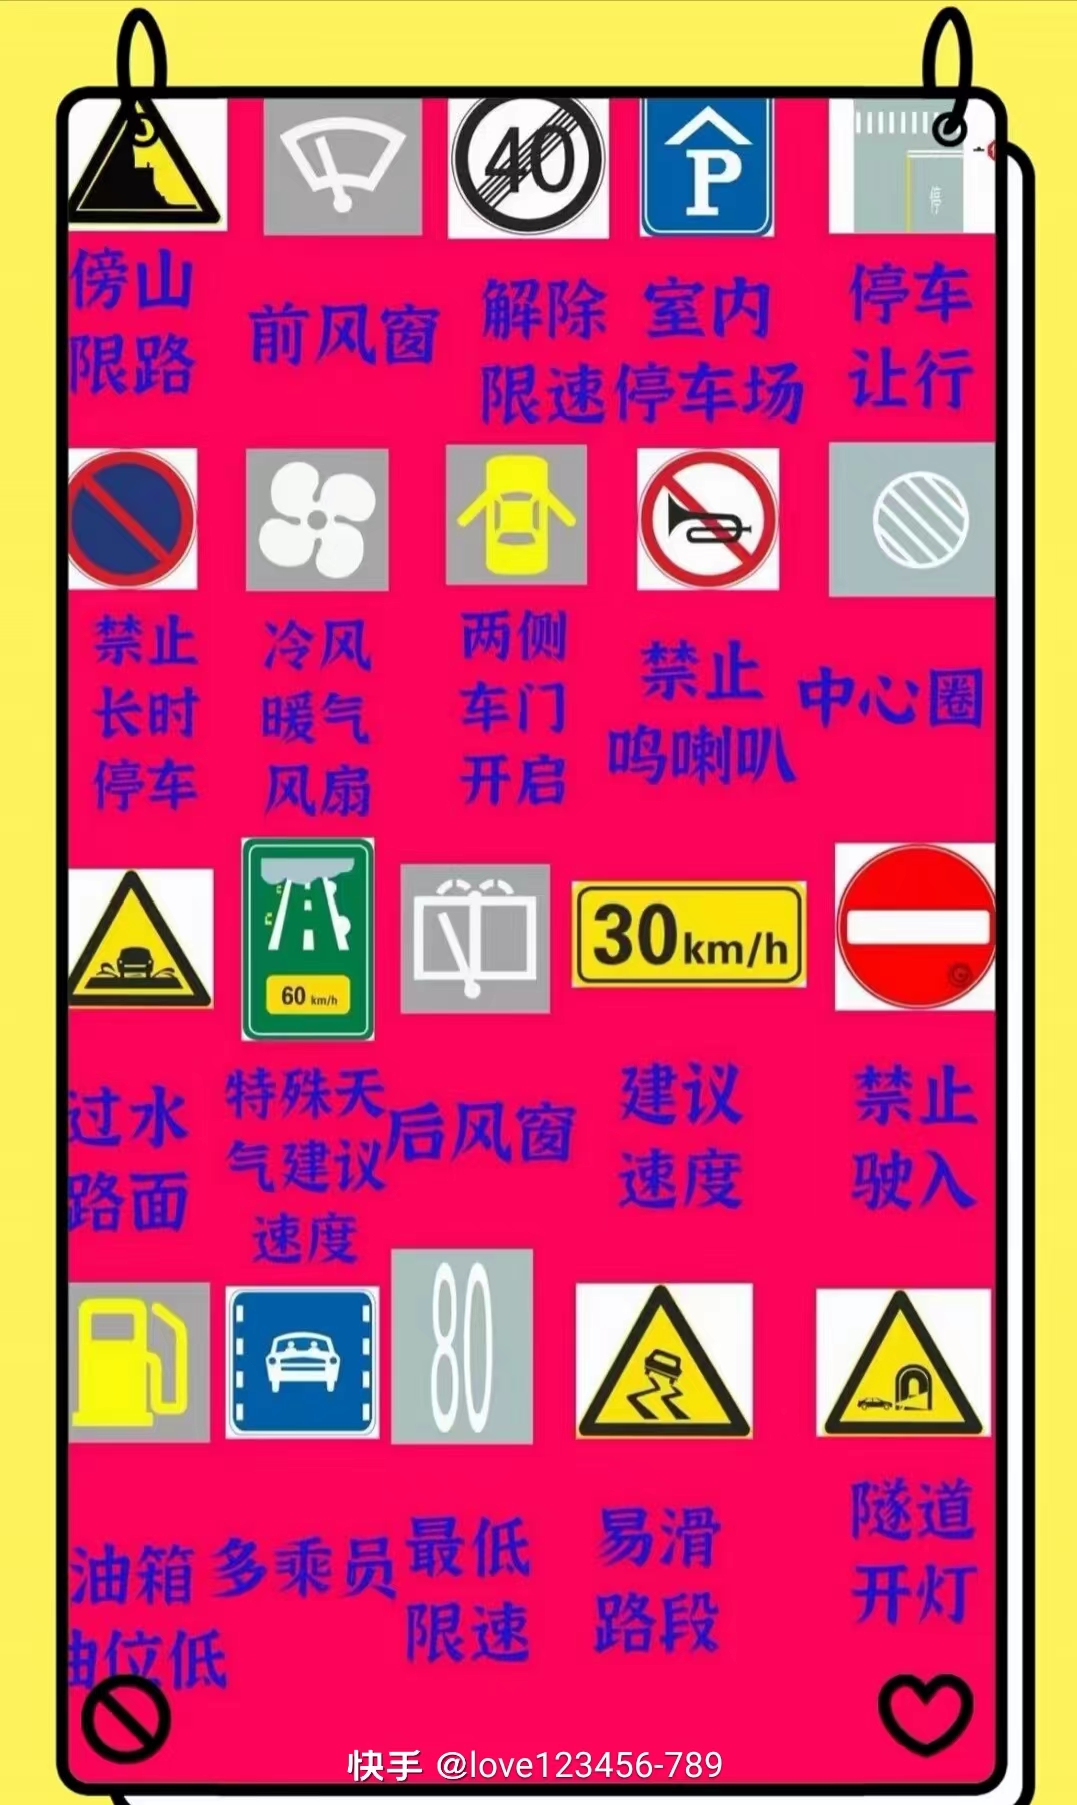 40
P
停
傍山
限路
前风窗
解除
限速
室内
停车场
停车
让行
禁止
长时
停车
冷风
暖气
风扇
两侧
车门
开启
禁止
鸣喇叭
中心圈
60 km/h
30km/h
过水
路面
特殊天
气建议
速度
后风窗
建议
速度
禁止
驶入
80
油箱
油位低
多乘员
最低
限速
易滑
路段
隧道
开灯
快手 @love123456-789